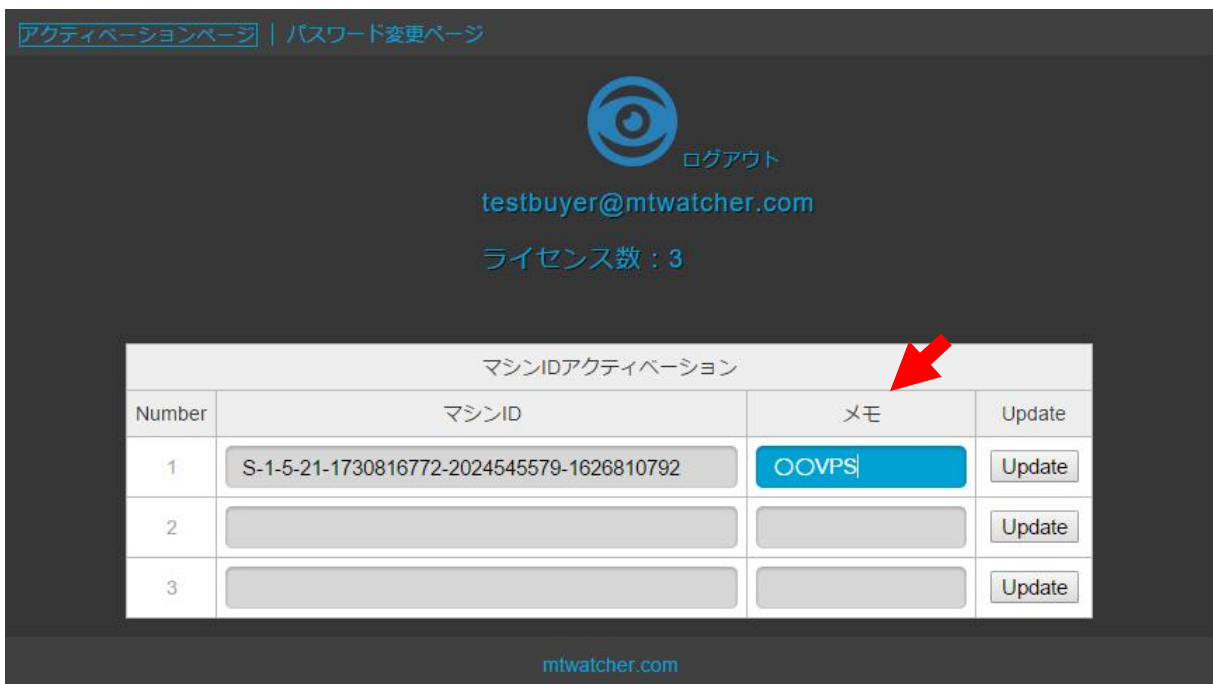 アクティベーションページ | パスワード変更ページ
ログアウト
testbuyer@mtwatcher.com
ライセンス数：3
マシンIDアクティベーション
Number マシンID メモ Update
1 S-1-5-21-1730816772-2024545579-1626810792 〇〇VPS Update
2 Update
3 Update
mtwatcher.com